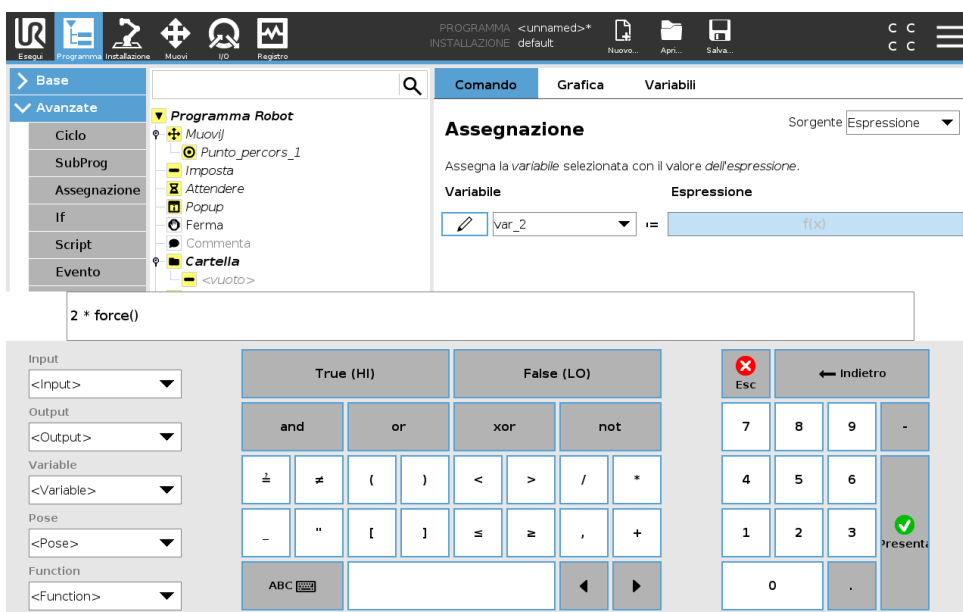 PROGRAMMA <unnamed>*
INSTALLAZIONE default
Esegui Programma Installazione Muovi I/O Registro Nuovo... Apri... Salva...
C C
C C
Base
Avanzate
Ciclo
SubProg
Assegnazione
If
Script
Evento
Programma Robot
MuoviJ
Punto_percors_1
Imposta
Attendere
Popup
Ferma
Commenta
Cartella
<vuoto>
Comando Grafica Variabili
Assegnazione
Sorgente Espressione
Assegna la variabile selezionata con il valore dell'espressione.
Variabile Espressione
var_2 := f(x)
2 * force()
Input
<Input>
Output
<Output>
Variable
<Variable>
Pose
<Pose>
Function
<Function>
True (HI) False (LO)
and or xor not
≟ ≠ ( ) < > / *
_ " [ ] ≤ ≥ , +
ABC
Esc Indietro
7 8 9 -
4 5 6
1 2 3 Presenta
0 .